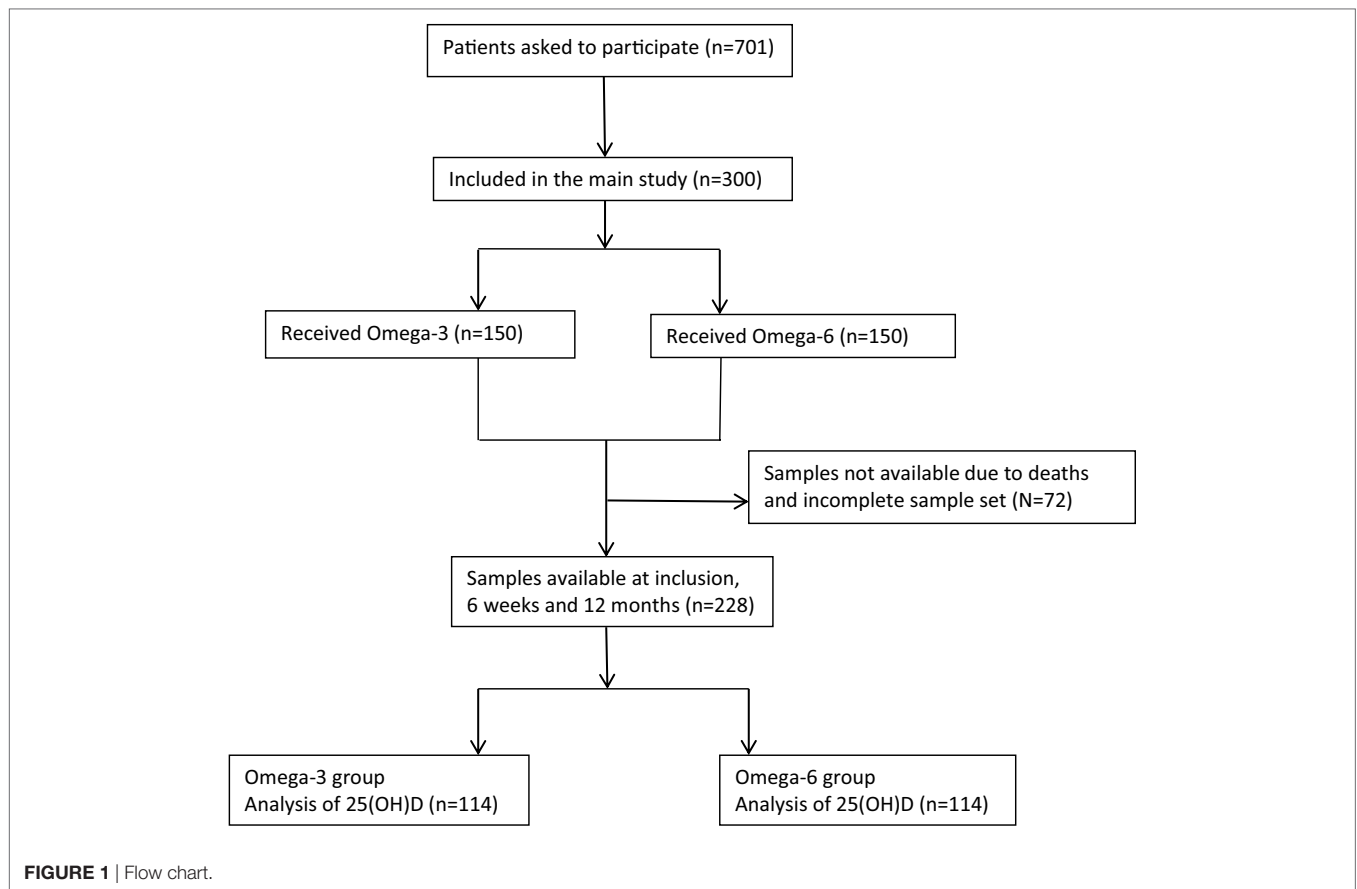 Patients asked to participate (n=701)
Included in the main study (n=300)
Received Omega-3 (n=150)
Received Omega-6 (n=150)
Samples not available due to deaths
and incomplete sample set (N=72)
Samples available at inclusion,
6 weeks and 12 months (n=228)
Omega-3 group
Analysis of 25(OH)D (n=114)
Omega-6 group
Analysis of 25(OH)D (n=114)
FIGURE 1 | Flow chart.